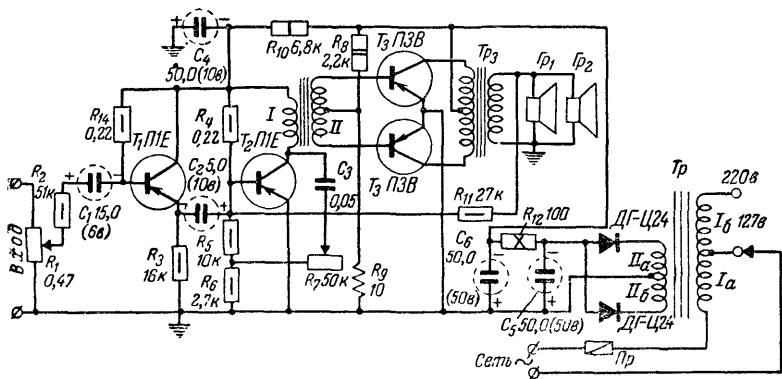 C4
50,0(10в)
R10 6,8к
R8
2,2к
T3 П3В
Тр3
Гр1
Гр2
R14
0,22
T1 П1Е
R4
0,22
T2 П1Е
I
II
R2
51к
C2 5,0
(10в)
C1 15,0
(6в)
C3
0,05
T3 П3В
R11 27к
Тр
220в
Вход
R1
0,47
R3
16к
R5
10к
R6
2,7к
R7 50к
R9
10
C6
50,0
(50в)
R12 100
ДГ-Ц24
IIа
IIб
Iб
127в
Iа
C5 50,0(50в)
ДГ-Ц24
Сеть
~
Пр